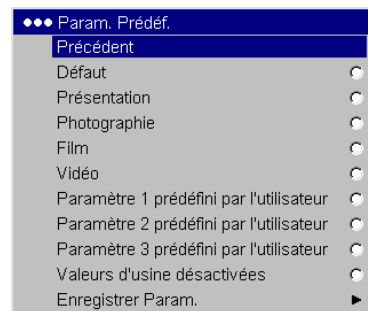 Param. Prédéf.
Précédent
Défaut
Présentation
Photographie
Film
Vidéo
Paramètre 1 prédéfini par l'utilisateur
Paramètre 2 prédéfini par l'utilisateur
Paramètre 3 prédéfini par l'utilisateur
Valeurs d'usine désactivées
Enregistrer Param.